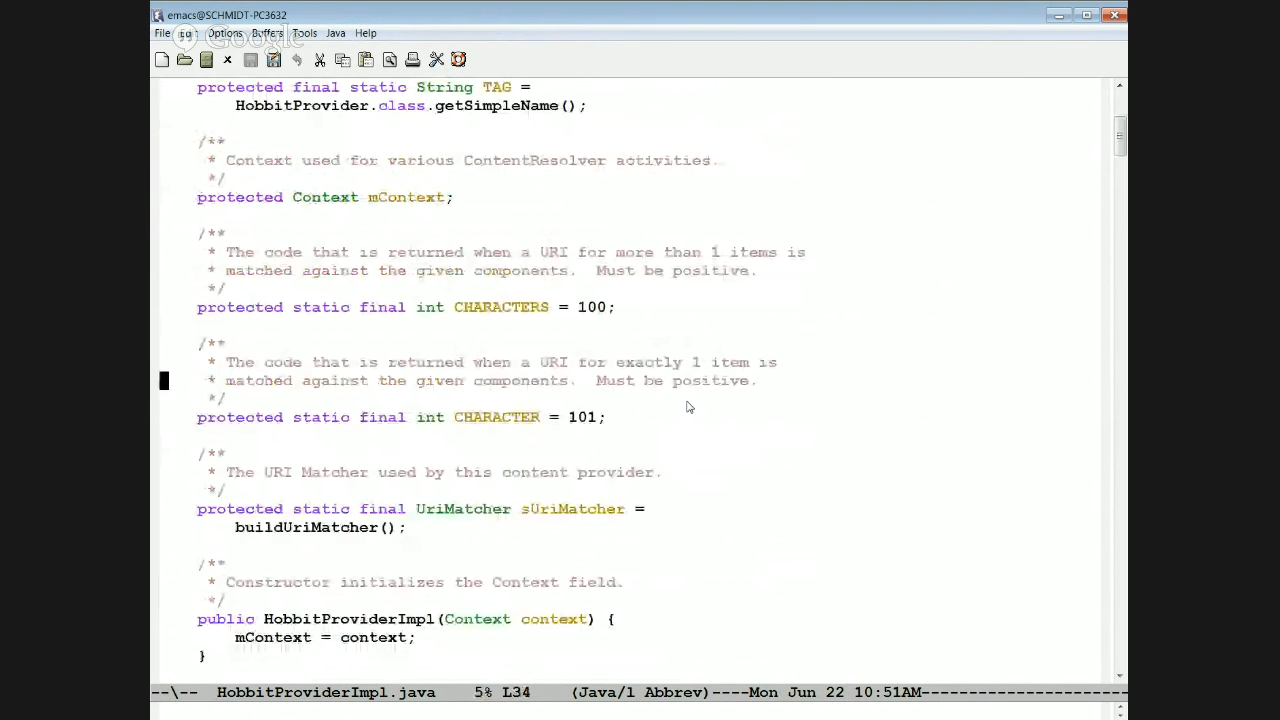 emacs@SCHMIDT-PC3632
File Edit Options Buffers Tools Java Help
Google
protected final static String TAG =
HobbitProvider.class.getSimpleName();
/**
* Context used for various ContentResolver activities.
*/
protected Context mContext;
/**
* The code that is returned when a URI for more than 1 items is
* matched against the given components.  Must be positive.
*/
protected static final int CHARACTERS = 100;
/**
* The code that is returned when a URI for exactly 1 item is
* matched against the given components.  Must be positive.
*/
protected static final int CHARACTER = 101;
/**
* The URI Matcher used by this content provider.
*/
protected static final UriMatcher sUriMatcher =
buildUriMatcher();
/**
* Constructor initializes the Context field.
*/
public HobbitProviderImpl(Context context) {
mContext = context;
}
--\-- HobbitProviderImpl.java 5% L34 (Java/l Abbrev)----Mon Jun 22 10:51AM----------------------